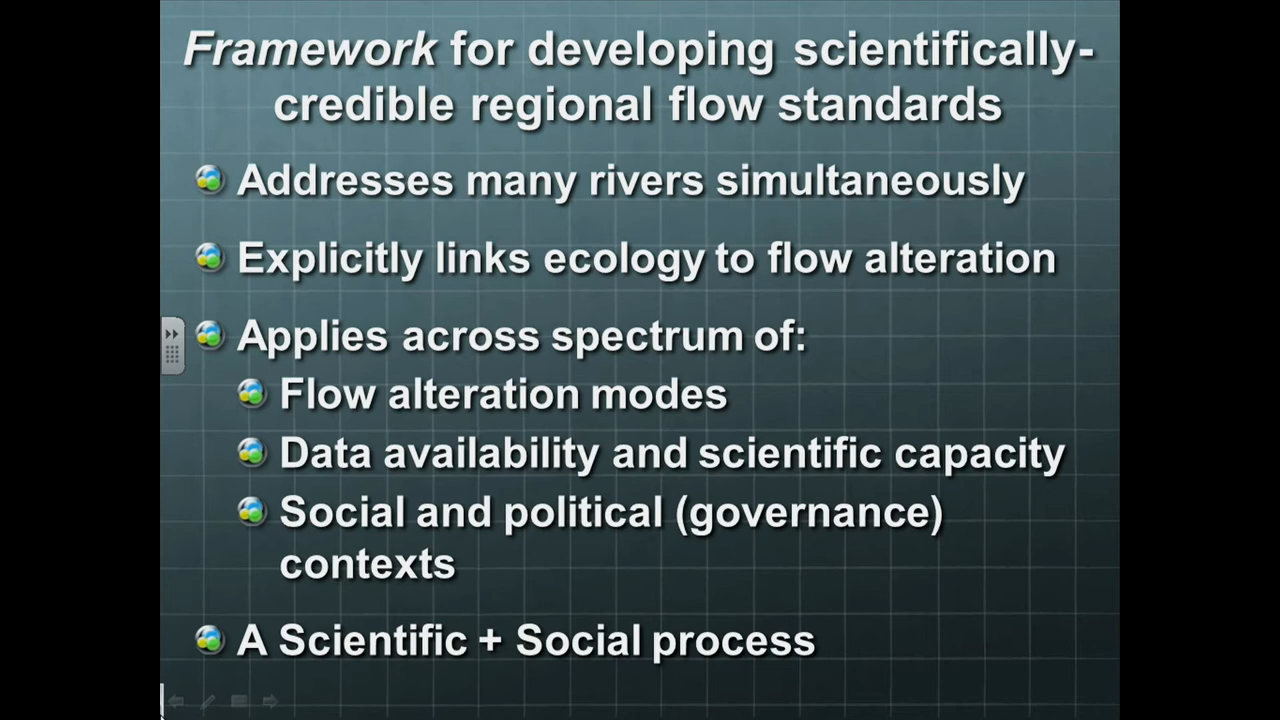 Framework for developing scientifically-
credible regional flow standards
Addresses many rivers simultaneously
Explicitly links ecology to flow alteration
Applies across spectrum of:
Flow alteration modes
Data availability and scientific capacity
Social and political (governance)
contexts
A Scientific + Social process